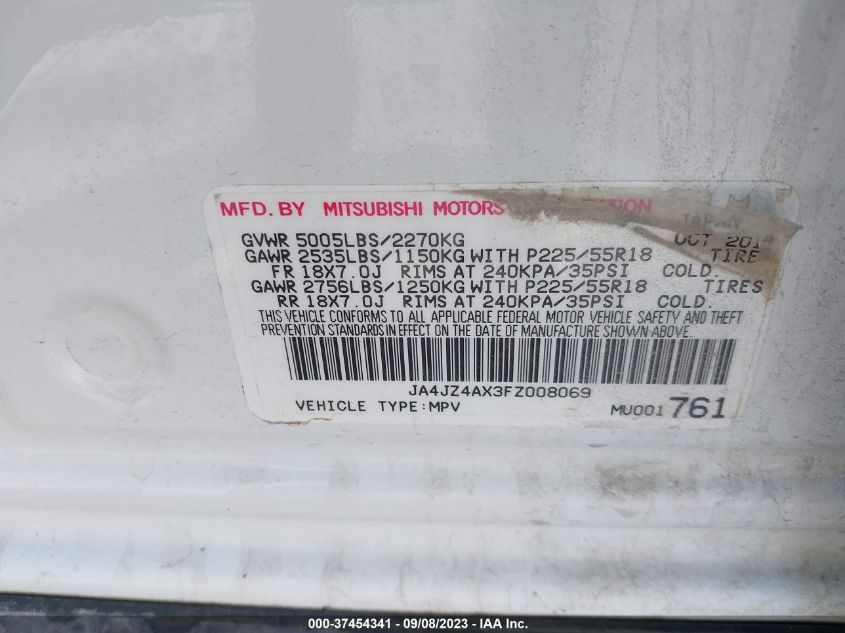 MFD. BY MITSUBISHI MOTORS
GVWR 5005LBS/2270KG OCT 2014
GAWR 2535LBS/1150KG WITH P225/55R18 TIRE
FR 18X7.0J RIMS AT 240KPA/35PSI COLD.
GAWR 2756LBS/1250KG WITH P225/55R18 TIRES
RR 18X7.0J RIMS AT 240KPA/35PSI COLD.
THIS VEHICLE CONFORMS TO ALL APPLICABLE FEDERAL MOTOR VEHICLE SAFETY AND THEFT
PREVENTION STANDARDS IN EFFECT ON THE DATE OF MANUFACTURE SHOWN ABOVE.
JA4JZ4AX3FZ008069
VEHICLE TYPE:MPV MU001 761
000-37454341 - 09/08/2023 - IAA Inc.